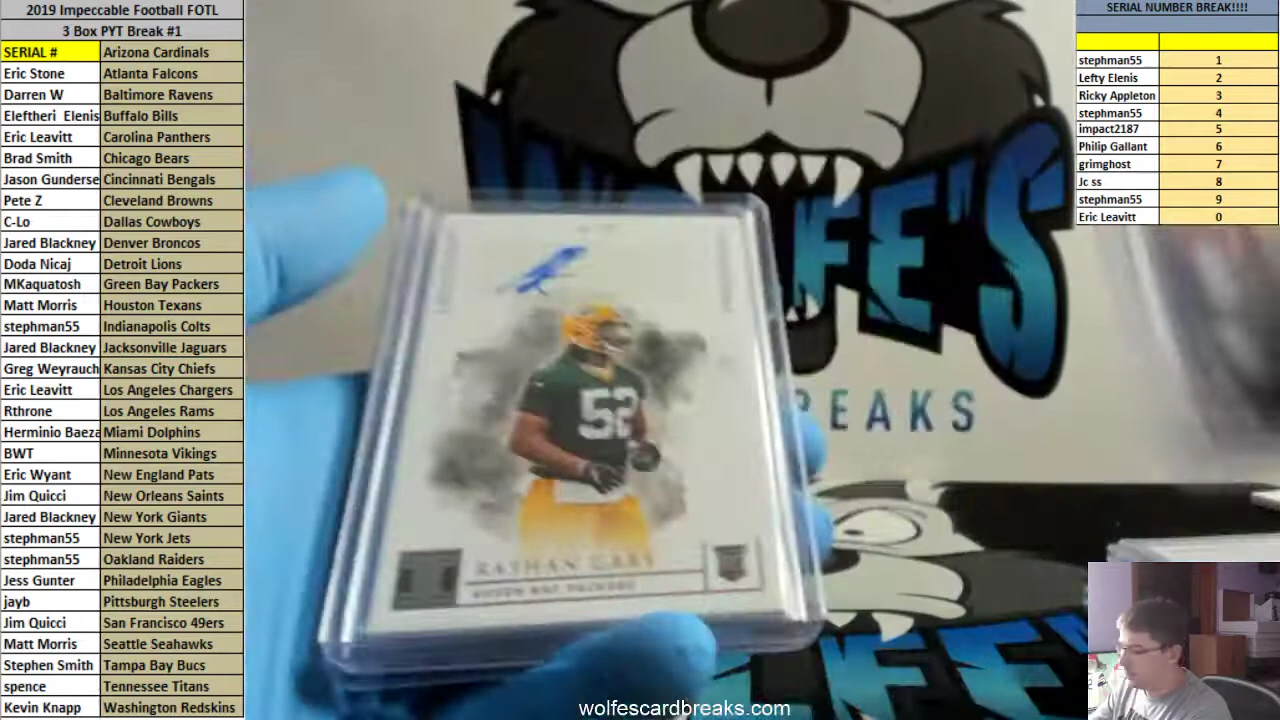 2019 Impeccable Football FOTL
3 Box PYT Break #1
SERIAL # Arizona Cardinals
Eric Stone Atlanta Falcons
Darren W Baltimore Ravens
Eleftheri Elenis Buffalo Bills
Eric Leavitt Carolina Panthers
Brad Smith Chicago Bears
Jason Gunderse Cincinnati Bengals
Pete Z Cleveland Browns
C-Lo Dallas Cowboys
Jared Blackney Denver Broncos
Doda Nicaj Detroit Lions
MKaquatosh Green Bay Packers
Matt Morris Houston Texans
stephman55 Indianapolis Colts
Jared Blackney Jacksonville Jaguars
Greg Weyrauch Kansas City Chiefs
Eric Leavitt Los Angeles Chargers
Rthrone Los Angeles Rams
Herminio Baeza Miami Dolphins
BWT Minnesota Vikings
Eric Wyant New England Pats
Jim Quicci New Orleans Saints
Jared Blackney New York Giants
stephman55 New York Jets
stephman55 Oakland Raiders
Jess Gunter Philadelphia Eagles
jayb Pittsburgh Steelers
Jim Quicci San Francisco 49ers
Matt Morris Seattle Seahawks
Stephen Smith Tampa Bay Bucs
spence Tennessee Titans
Kevin Knapp Washington Redskins
SERIAL NUMBER BREAK!!!!
stephman55 1
Lefty Elenis 2
Ricky Appleton 3
stephman55 4
impact2187 5
Philip Gallant 6
grimghost 7
Jc ss 8
stephman55 9
Eric Leavitt 0
FE'S
REAKS
52
RASHAN GARY
GREEN BAY PACKERS
wolfescardbreaks.com